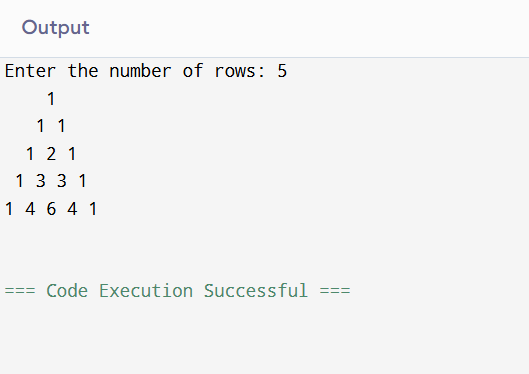 Output
Enter the number of rows: 5
    1
   1 1
  1 2 1
 1 3 3 1
1 4 6 4 1
=== Code Execution Successful ===